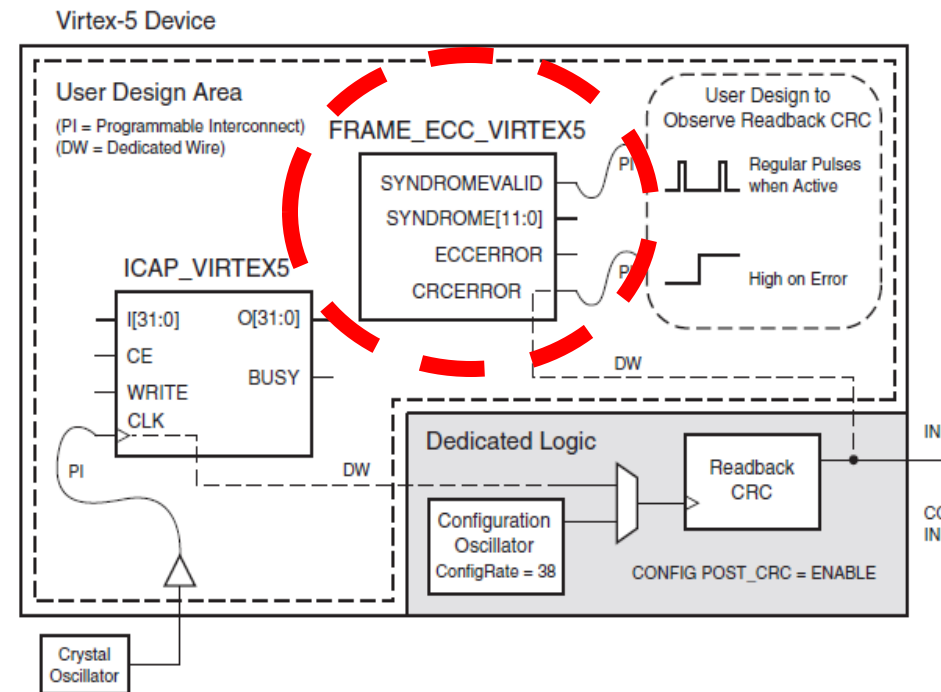 Virtex-5 Device
User Design Area
(PI = Programmable Interconnect)
(DW = Dedicated Wire)
FRAME_ECC_VIRTEX5
SYNDROMEVALID
SYNDROME[11:0]
ECCERROR
CRCERROR
PI
PI
User Design to
Observe Readback CRC
Regular Pulses
when Active
High on Error
ICAP_VIRTEX5
I[31:0]
O[31:0]
CE
BUSY
WRITE
CLK
PI
DW
DW
Dedicated Logic
Readback
CRC
Configuration
Oscillator
ConfigRate = 38
CONFIG POST_CRC = ENABLE
Crystal
Oscillator